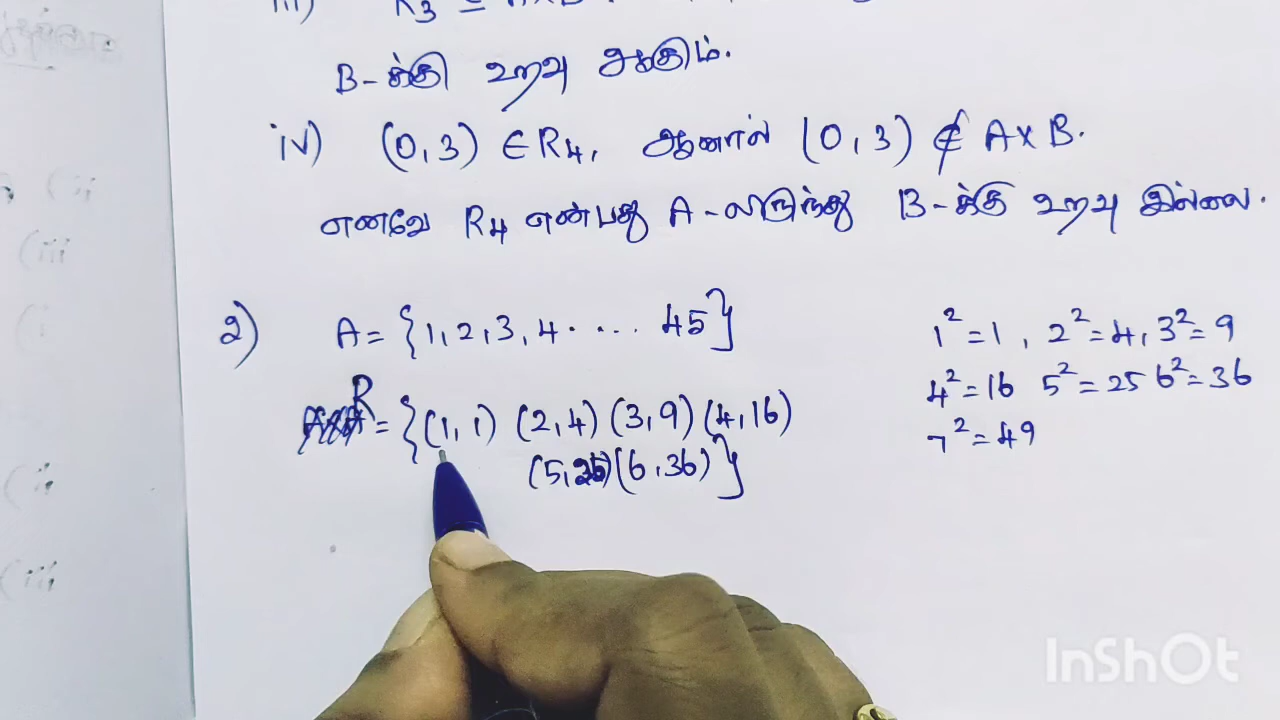 iii) R3 ⊆ A×B
B-க்கு உறவு ஆகும்.
iv) (0,3) ∈ R4, ஆனால் (0,3) ∉ A×B.
எனவே R4 என்பது A-லிருந்து B-க்கு உறவு இல்லை.
2) A = {1,2,3,4..... 45}
R = {(1,1) (2,4) (3,9) (4,16)
(5,25) (6,36)}
1² = 1, 2² = 4, 3² = 9
4² = 16 5² = 25 6² = 36
7² = 49
InShOt